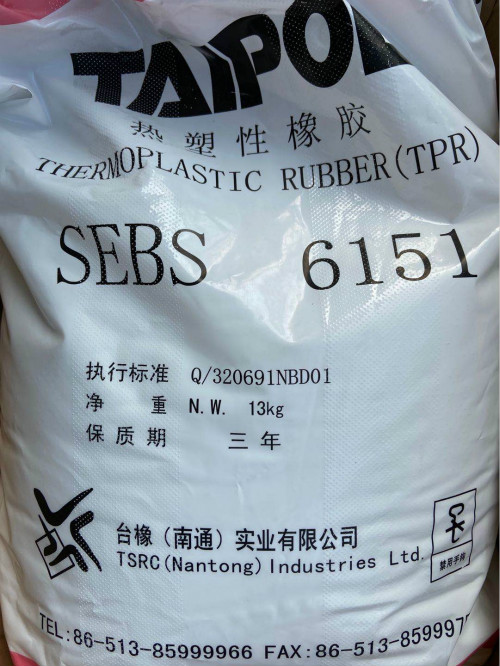 TAIPOL
热塑性橡胶
THERMOPLASTIC RUBBER(TPR)
SEBS 6151
执行标准 Q/320691NBD01
净 重 N.W. 13kg
保质期 三年
台橡(南通)实业有限公司
TSRC(Nantong)Industries Ltd.
禁用手钩
TEL:86-513-85999966 FAX:86-513-8599997